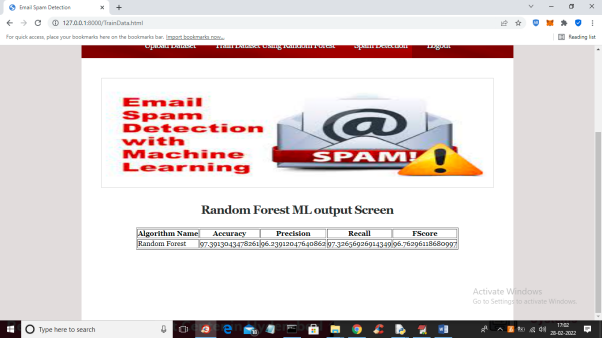 Email Spam Detection
127.0.0.1:8000/TrainData.html
For quick access, place your bookmarks here on the bookmarks bar. Import bookmarks now...
Reading list
Upload Dataset Train Dataset Using Random Forest Spam Detection Logout
Email
Spam
Detection
with
Machine
Learning
@
SPAM!
Random Forest ML output Screen
Algorithm Name Accuracy Precision Recall FScore
Random Forest 97.3913043478261 96.23912047640862 97.32656926914349 96.76296118680997
Activate Windows
Go to Settings to activate Windows.
Type here to search
17:02
28-02-2022